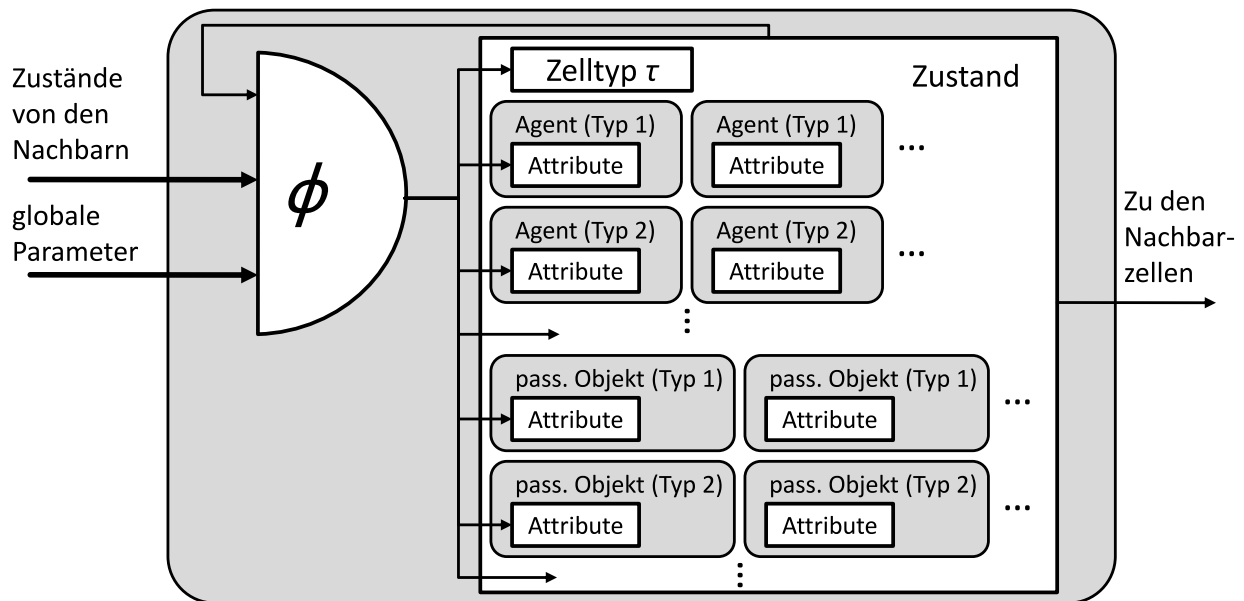 Zustände
von den
Nachbarn
globale
Parameter
ϕ
Zelltyp τ
Zustand
Agent (Typ 1)
Attribute
Agent (Typ 1)
Attribute
...
Agent (Typ 2)
Attribute
Agent (Typ 2)
Attribute
...
...
pass. Objekt (Typ 1)
Attribute
pass. Objekt (Typ 1)
Attribute
...
pass. Objekt (Typ 2)
Attribute
pass. Objekt (Typ 2)
Attribute
...
...
Zu den
Nachbar-
zellen